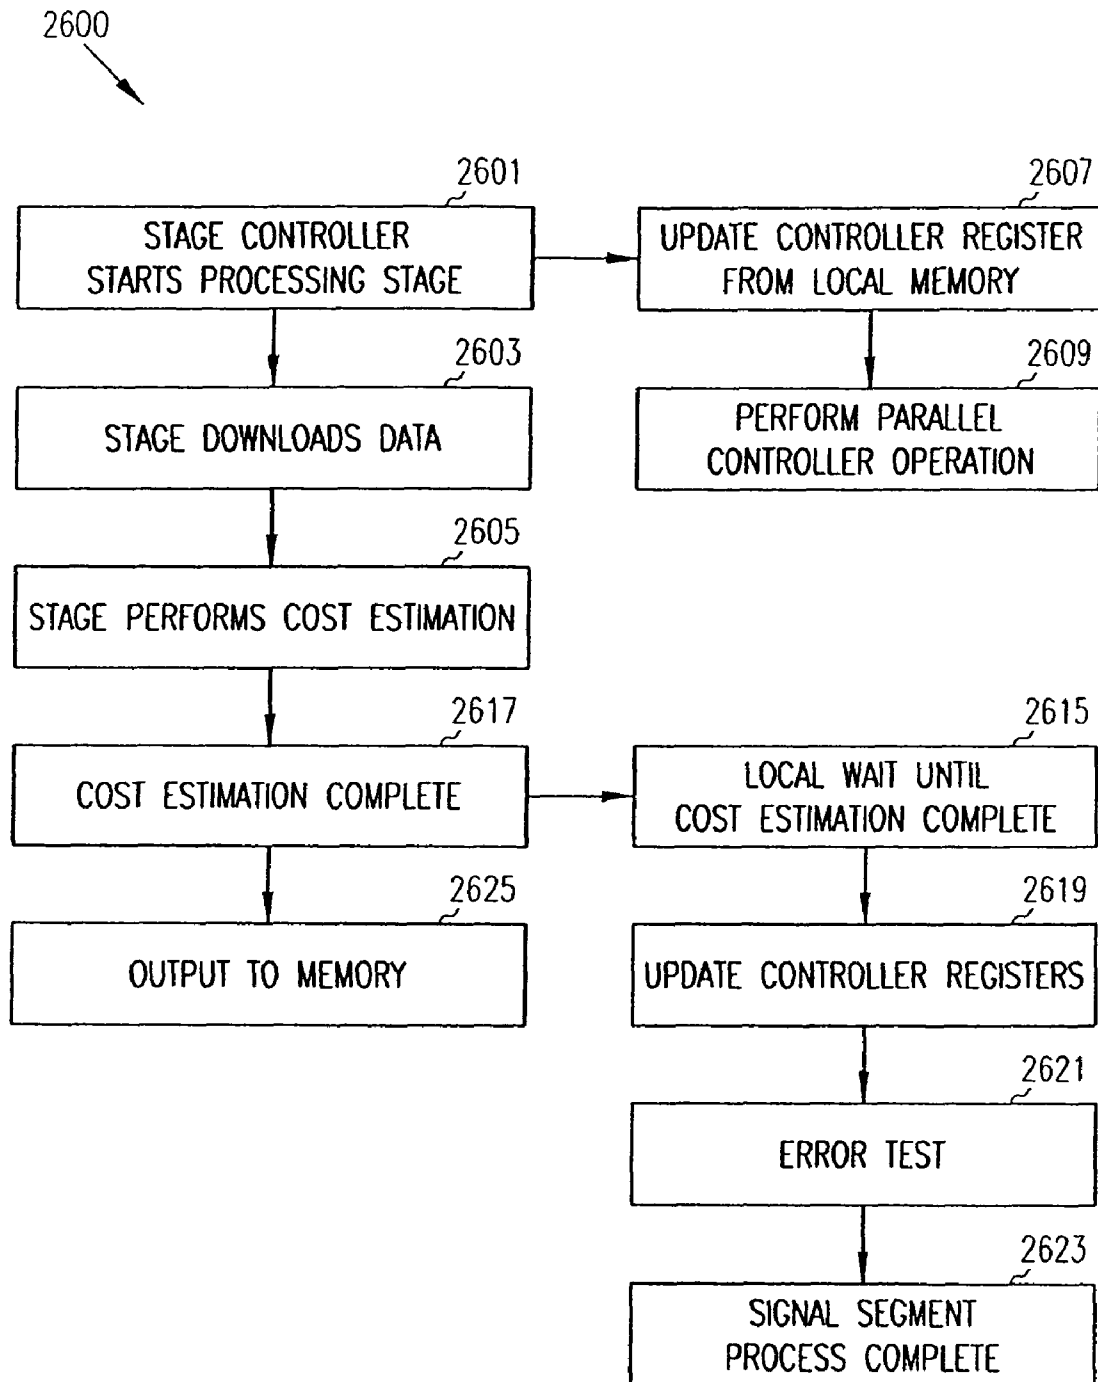 2600
2601
STAGE CONTROLLER
STARTS PROCESSING STAGE
2607
UPDATE CONTROLLER REGISTER
FROM LOCAL MEMORY
2603
STAGE DOWNLOADS DATA
2609
PERFORM PARALLEL
CONTROLLER OPERATION
2605
STAGE PERFORMS COST ESTIMATION
2617
COST ESTIMATION COMPLETE
2615
LOCAL WAIT UNTIL
COST ESTIMATION COMPLETE
2625
OUTPUT TO MEMORY
2619
UPDATE CONTROLLER REGISTERS
2621
ERROR TEST
2623
SIGNAL SEGMENT
PROCESS COMPLETE